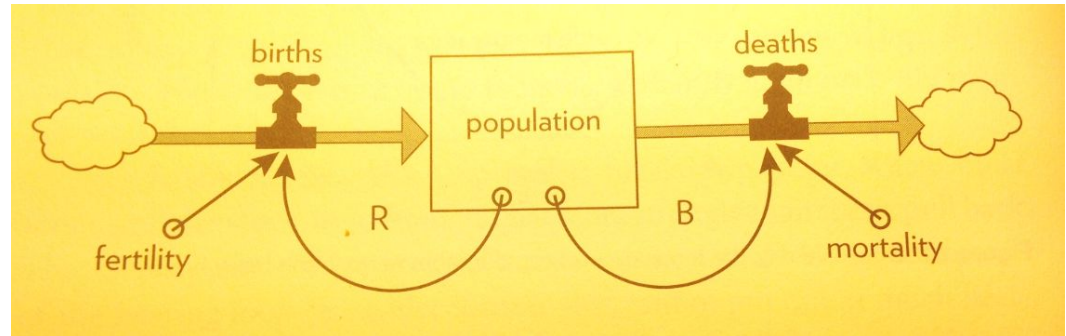 births
deaths
population
R
B
fertility
mortality